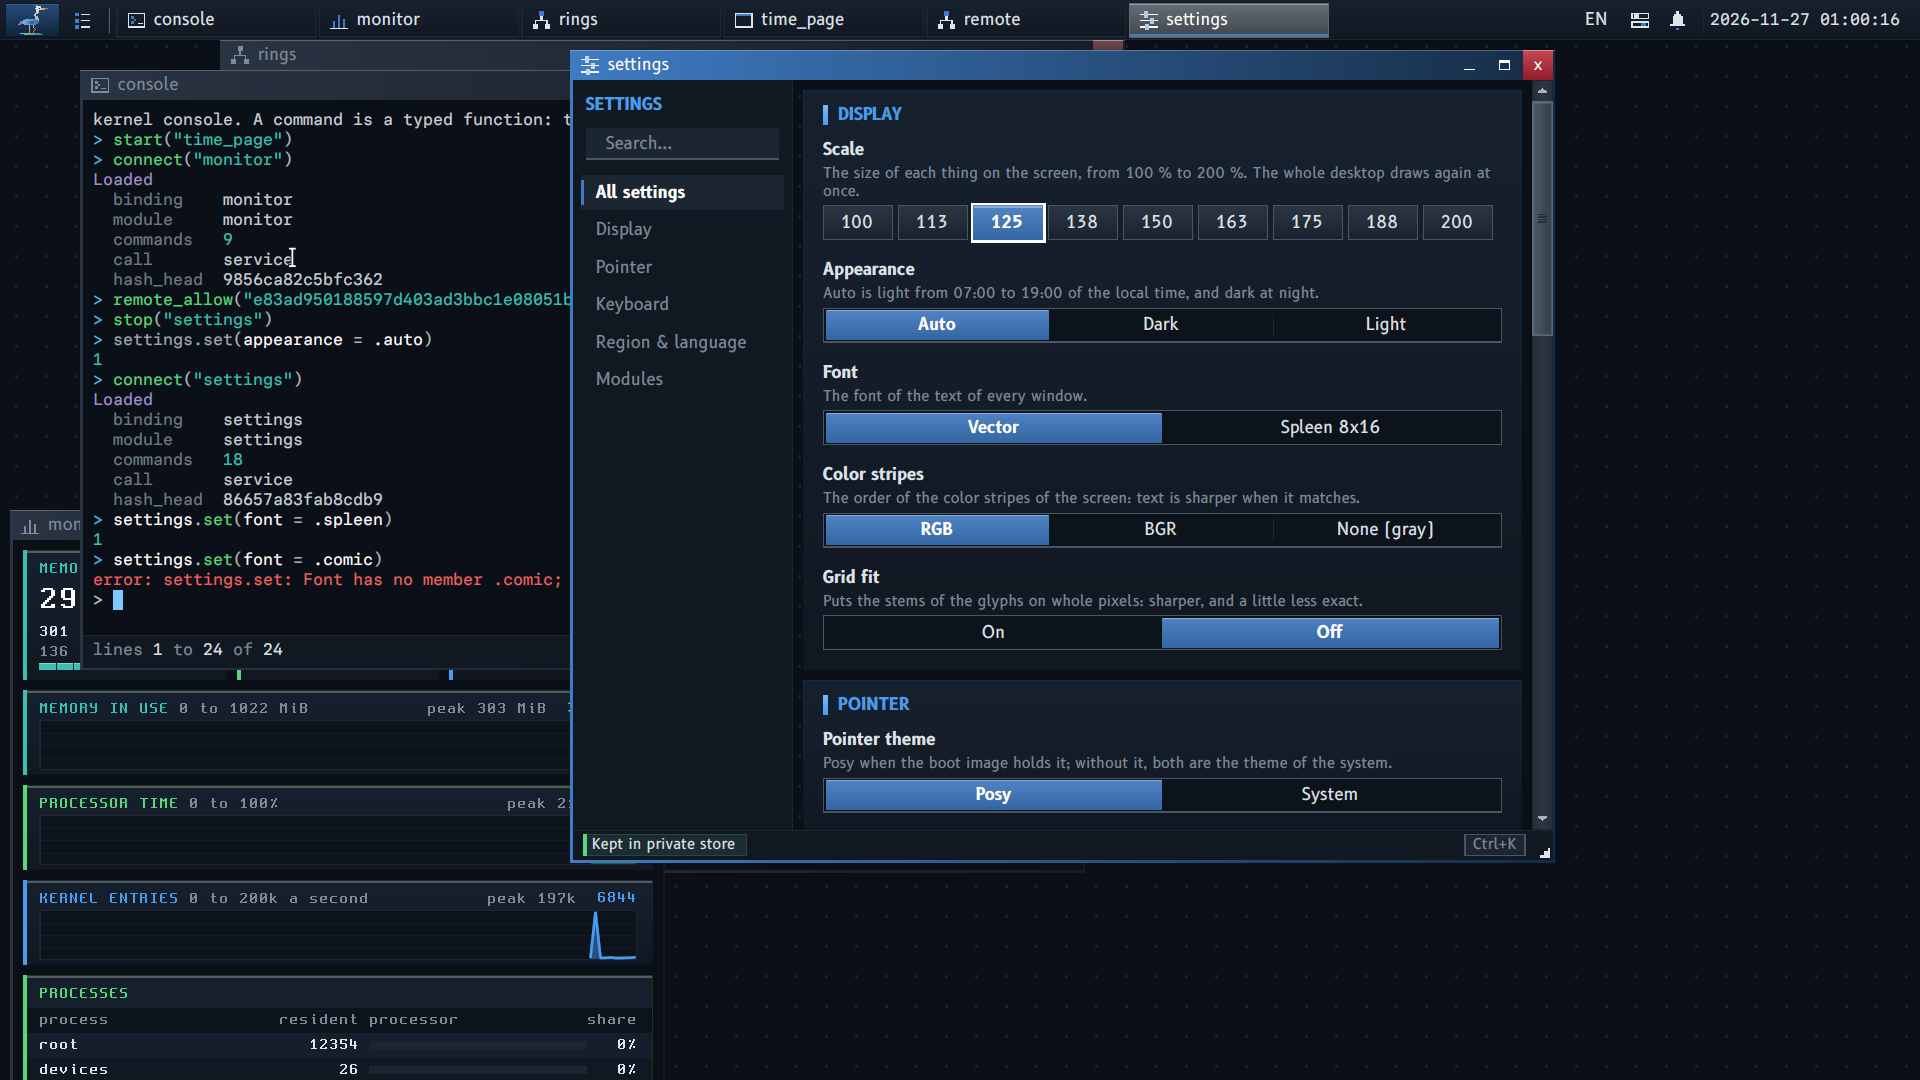 console
monitor
rings
time_page
remote
settings
EN
2026-11-27 01:00:16
rings
console
kernel console. A command is a typed function: t
> start("time_page")
> connect("monitor")
Loaded
binding monitor
module monitor
commands 9
call service
hash_head 9856ca82c5bfc362
> remote_allow("e83ad950188597d403ad3bbc1e08051b
> stop("settings")
> settings.set(appearance = .auto)
1
> connect("settings")
Loaded
binding settings
module settings
commands 18
call service
hash_head 86657a83fab8cdb9
> settings.set(font = .spleen)
1
> settings.set(font = .comic)
error: settings.set: Font has no member .comic;
>
lines 1 to 24 of 24
mon
MEMO
29
301
136
MEMORY IN USE 0 to 1022 MiB peak 303 MiB
PROCESSOR TIME 0 to 100% peak 2
KERNEL ENTRIES 0 to 200k a second peak 197k 6844
PROCESSES
process resident processor share
root 12354 0%
devices 26 0%
settings
x
SETTINGS
Search...
All settings
Display
Pointer
Keyboard
Region & language
Modules
DISPLAY
Scale
The size of each thing on the screen, from 100 % to 200 %. The whole desktop draws again at
once.
100 113 125 138 150 163 175 188 200
Appearance
Auto is light from 07:00 to 19:00 of the local time, and dark at night.
Auto Dark Light
Font
The font of the text of every window.
Vector Spleen 8x16
Color stripes
The order of the color stripes of the screen: text is sharper when it matches.
RGB BGR None [gray]
Grid fit
Puts the stems of the glyphs on whole pixels: sharper, and a little less exact.
On Off
POINTER
Pointer theme
Posy when the boot image holds it; without it, both are the theme of the system.
Posy System
Kept in private store
Ctrl+K